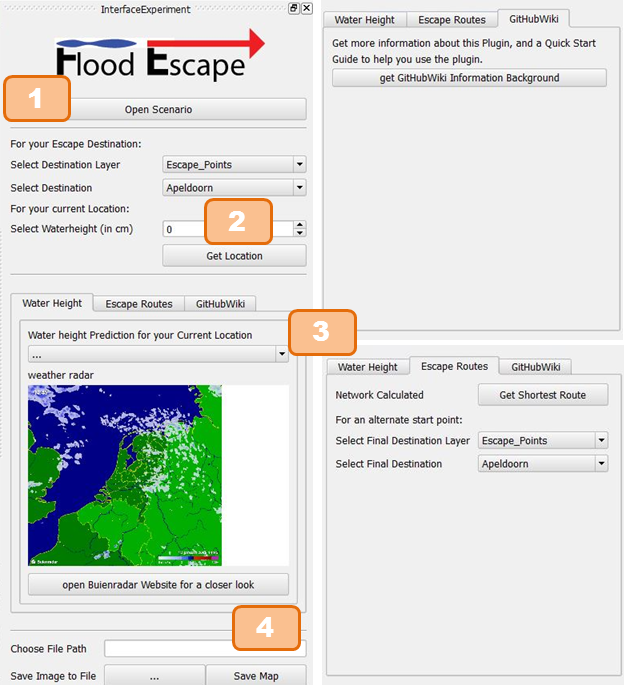 InterfaceExperiment
Flood Escape
1
Open Scenario
For your Escape Destination:
Select Destination Layer
Escape_Points
Select Destination
Apeldoorn
For your current Location:
2
Select Waterheight (in cm)
0
Get Location
Water Height
Escape Routes
GitHubWiki
3
Water height Prediction for your Current Location
...
weather radar
Buienradar
open Buienradar Website for a closer look
4
Choose File Path
Save Image to File
...
Save Map
Water Height
Escape Routes
GitHubWiki
Get more information about this Plugin, and a Quick Start
Guide to help you use the plugin.
get GitHubWiki Information Background
Water Height
Escape Routes
GitHubWiki
Network Calculated
Get Shortest Route
For an alternate start point:
Select Final Destination Layer
Escape_Points
Select Final Destination
Apeldoorn